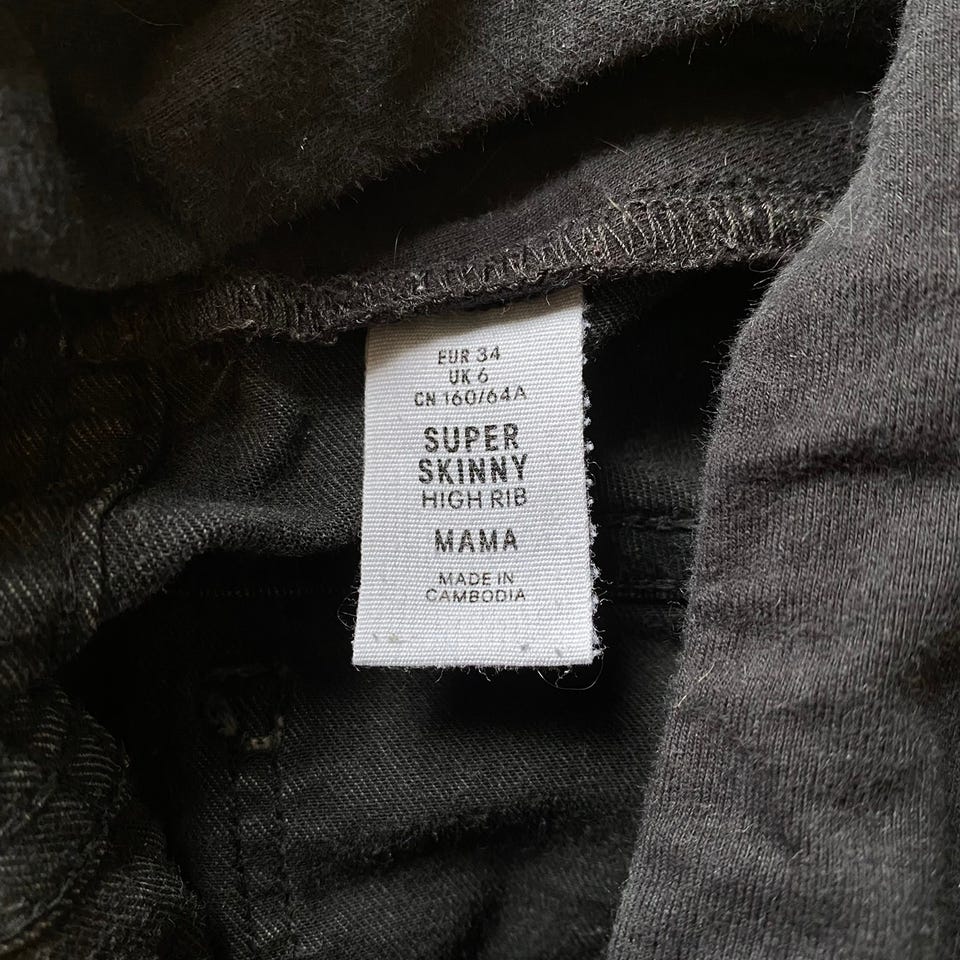 EUR 34
UK 6
CN 160/64A
SUPER
SKINNY
HIGH RIB
MAMA
MADE IN
CAMBODIA